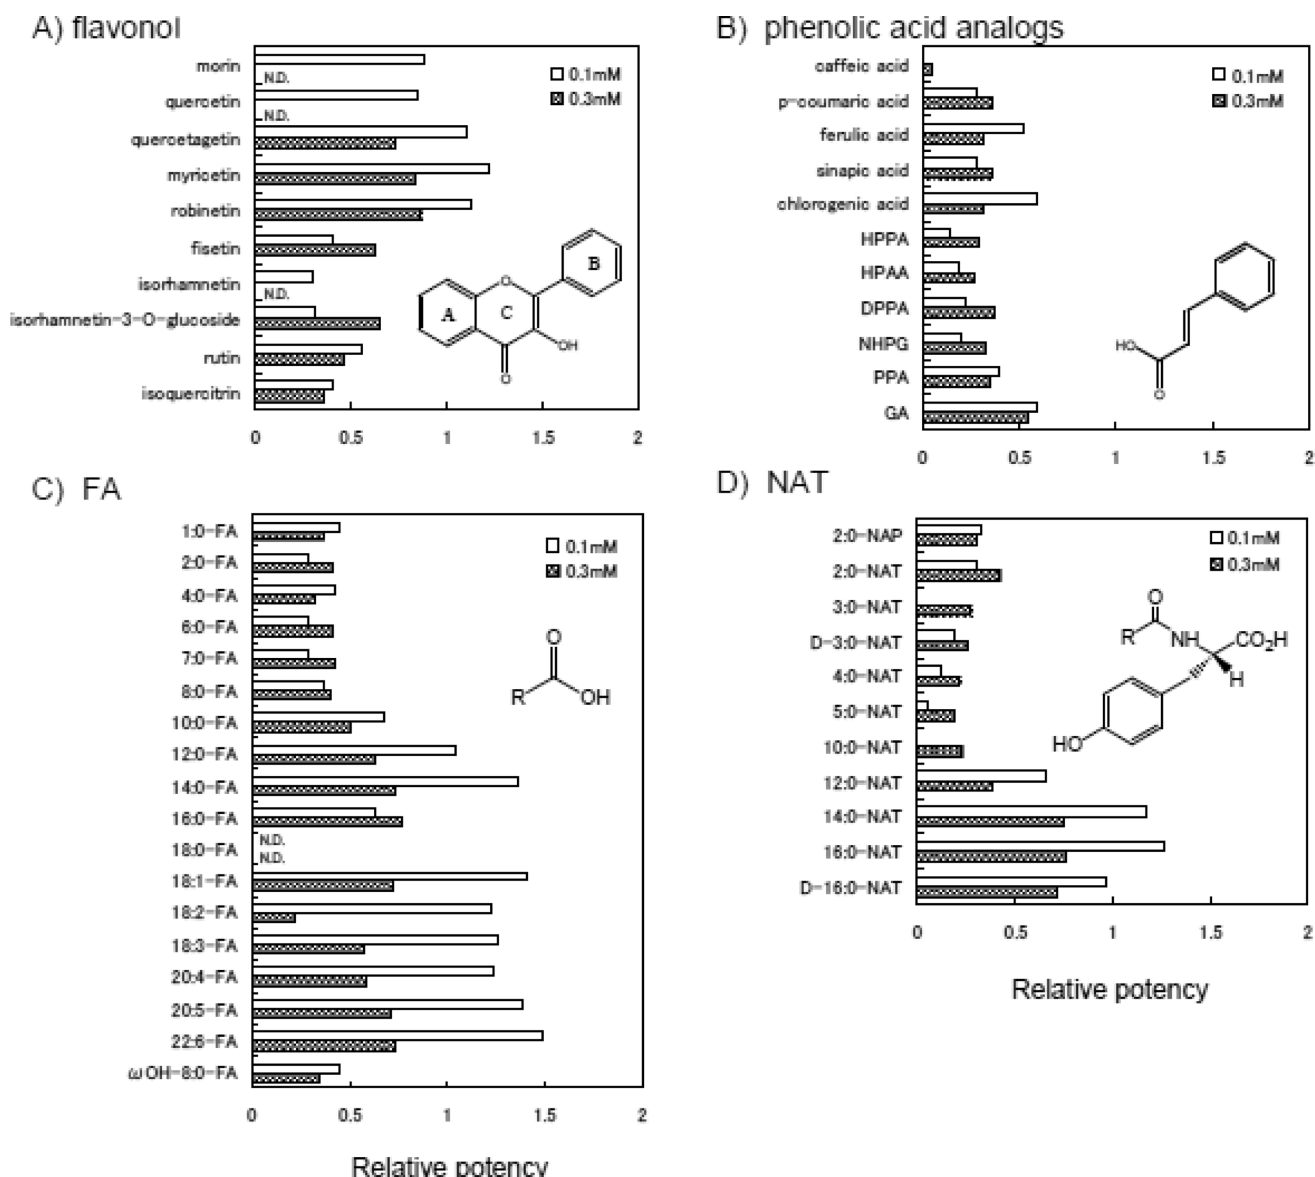 A) flavonol
morin
N.D.
quercetin
N.D.
quercetagetin
myricetin
robinetin
fisetin
isorhamnetin
N.D.
isorhamnetin-3-O-glucoside
rutin
isoquercitrin
0.1mM
0.3mM
A
B
C
O
O
OH
0 0.5 1 1.5 2
B) phenolic acid analogs
caffeic acid
p-coumaric acid
ferulic acid
sinapic acid
chlorogenic acid
HPPA
HPAA
DPPA
NHPG
PPA
GA
0.1mM
0.3mM
HO
O
0 0.5 1 1.5 2
C) FA
1:0-FA
2:0-FA
4:0-FA
6:0-FA
7:0-FA
8:0-FA
10:0-FA
12:0-FA
14:0-FA
16:0-FA
18:0-FA
N.D.
N.D.
18:1-FA
18:2-FA
18:3-FA
20:4-FA
20:5-FA
22:6-FA
ωOH-8:0-FA
0.1mM
0.3mM
O
R
OH
0 0.5 1 1.5 2
Relative potency
D) NAT
2:0-NAP
2:0-NAT
3:0-NAT
D-3:0-NAT
4:0-NAT
5:0-NAT
10:0-NAT
12:0-NAT
14:0-NAT
16:0-NAT
D-16:0-NAT
0.1mM
0.3mM
O
R
NH
CO2H
H
HO
0 0.5 1 1.5 2
Relative potency